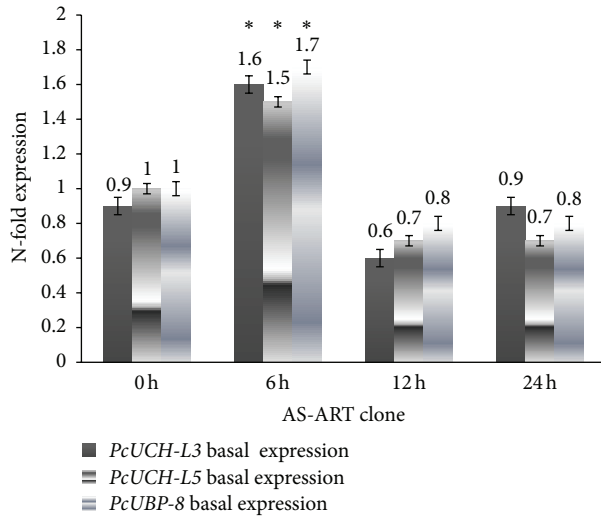 2
1.8
1.6
1.4
1.2
1
0.8
0.6
0.4
0.2
0
N-fold expression
* * *
0.9 1 1
1.6 1.5 1.7
0.6 0.7 0.8
0.9 0.7 0.8
0 h 6 h 12 h 24 h
AS-ART clone
PcUCH-L3 basal expression
PcUCH-L5 basal expression
PcUBP-8 basal expression